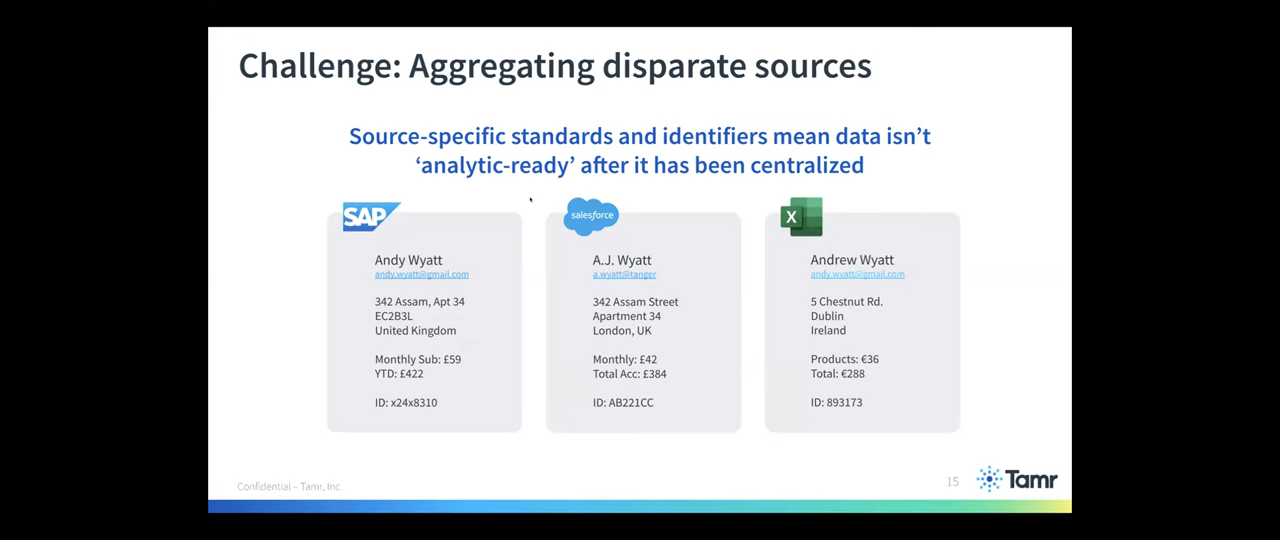 Challenge: Aggregating disparate sources
Source-specific standards and identifiers mean data isn’t
‘analytic-ready’ after it has been centralized
SAP
Andy Wyatt
andy.wyatt@gmail.com
342 Assam, Apt 34
EC2B3L
United Kingdom
Monthly Sub: £59
YTD: £422
ID: x24x8310
salesforce
A.J. Wyatt
a.wyatt@tanger
342 Assam Street
Apartment 34
London, UK
Monthly: £42
Total Acc: £384
ID: AB221CC
X
Andrew Wyatt
andy.wyatt@gmail.com
5 Chestnut Rd.
Dublin
Ireland
Products: €36
Total: €288
ID: 893173
Confidential – Tamr, Inc.
15
Tamr